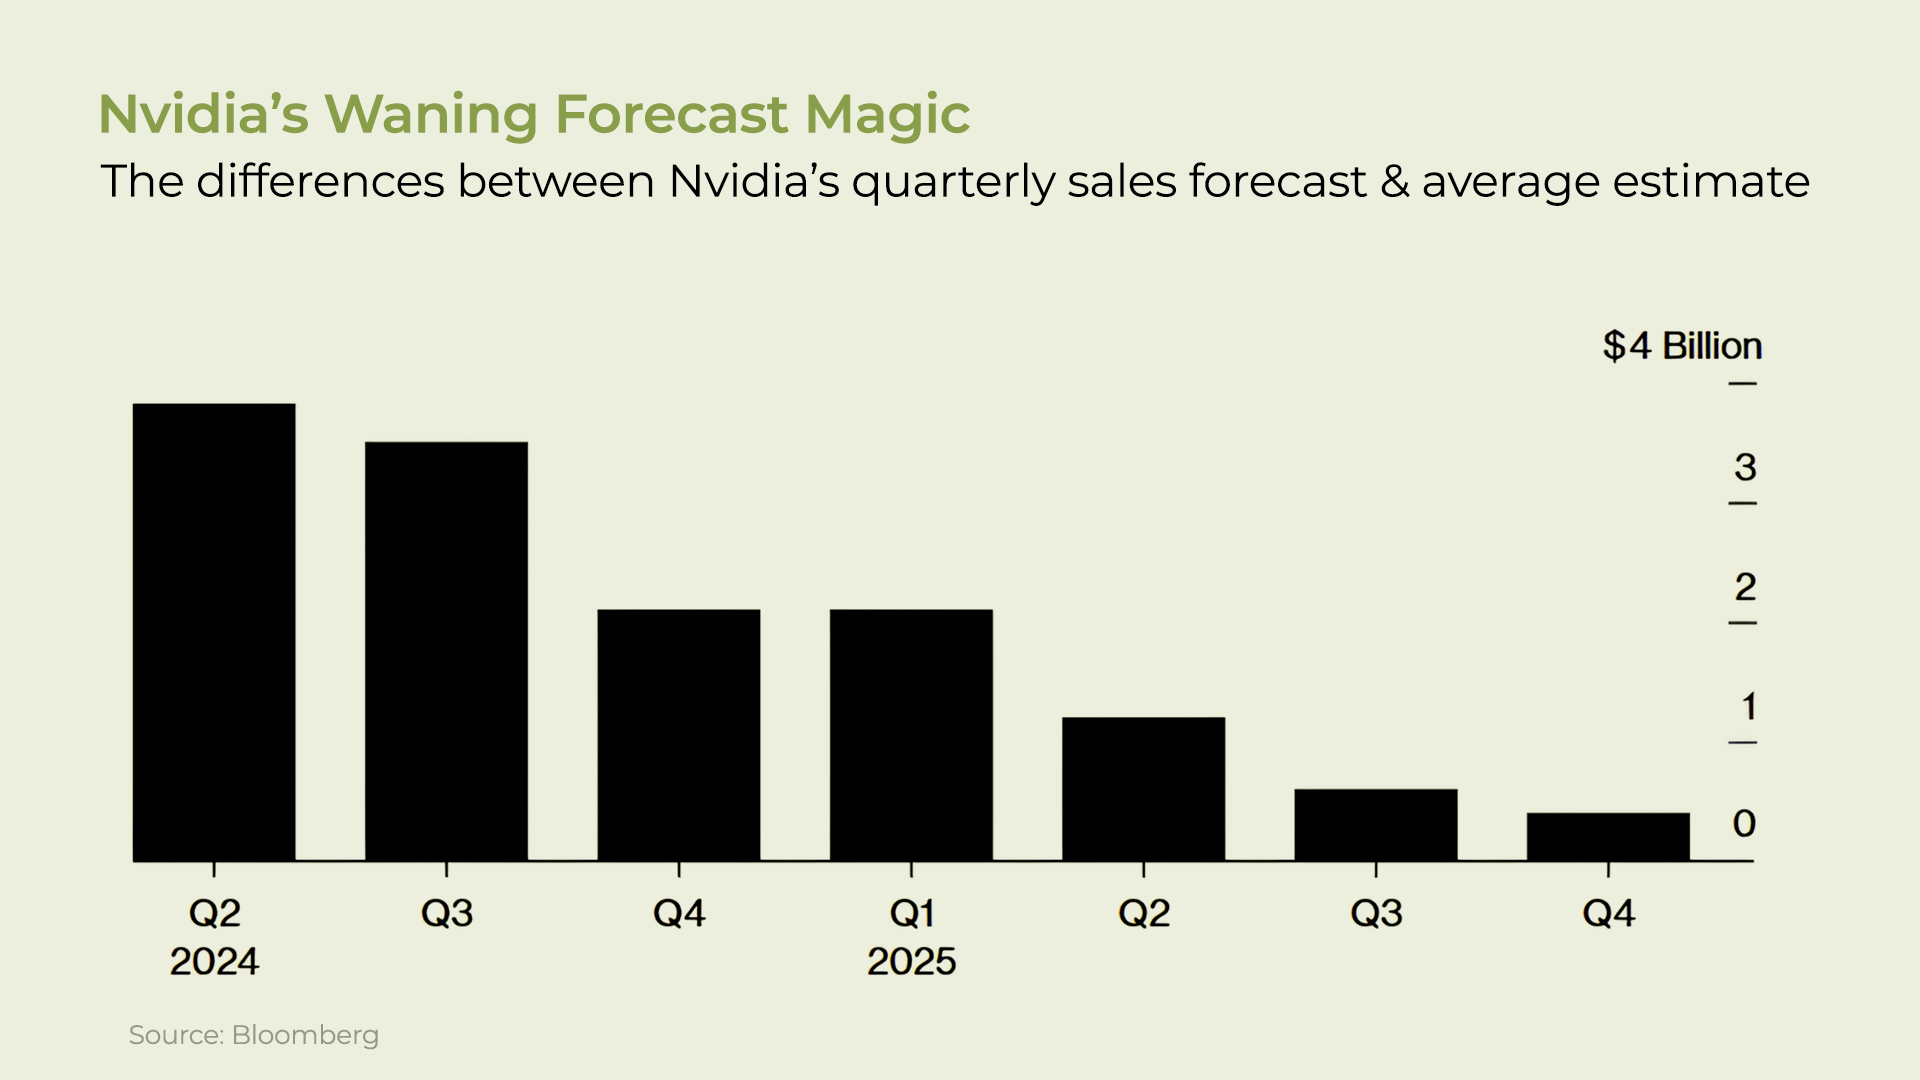 Nvidia’s Waning Forecast Magic
The differences between Nvidia’s quarterly sales forecast & average estimate
$4 Billion
3
2
1
0
Q2 Q3 Q4 Q1 Q2 Q3 Q4
2024 2025
Source: Bloomberg